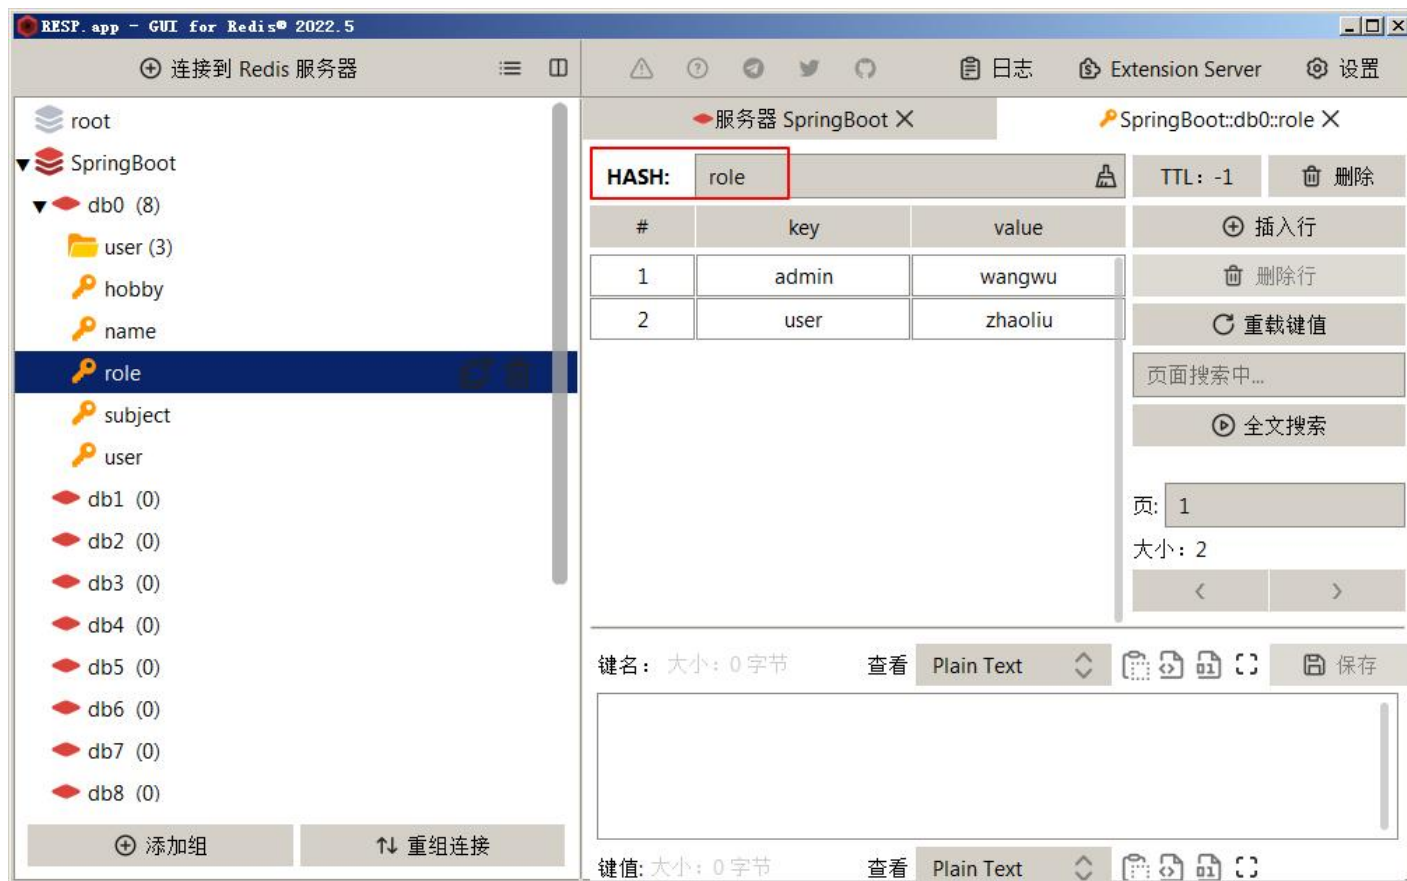 RESP.app - GUI for Redis® 2022.5
连接到 Redis 服务器
日志
Extension Server
设置
root
SpringBoot
db0 (8)
user (3)
hobby
name
role
subject
user
db1 (0)
db2 (0)
db3 (0)
db4 (0)
db5 (0)
db6 (0)
db7 (0)
db8 (0)
添加组
重组连接
服务器 SpringBoot
SpringBoot::db0::role
HASH: role
TTL: -1
删除
# key value
1 admin wangwu
2 user zhaoliu
插入行
删除行
重载键值
页面搜索中...
全文搜索
页: 1
大小: 2
键名: 大小: 0 字节 查看 Plain Text
保存
键值: 大小: 0 字节 查看 Plain Text